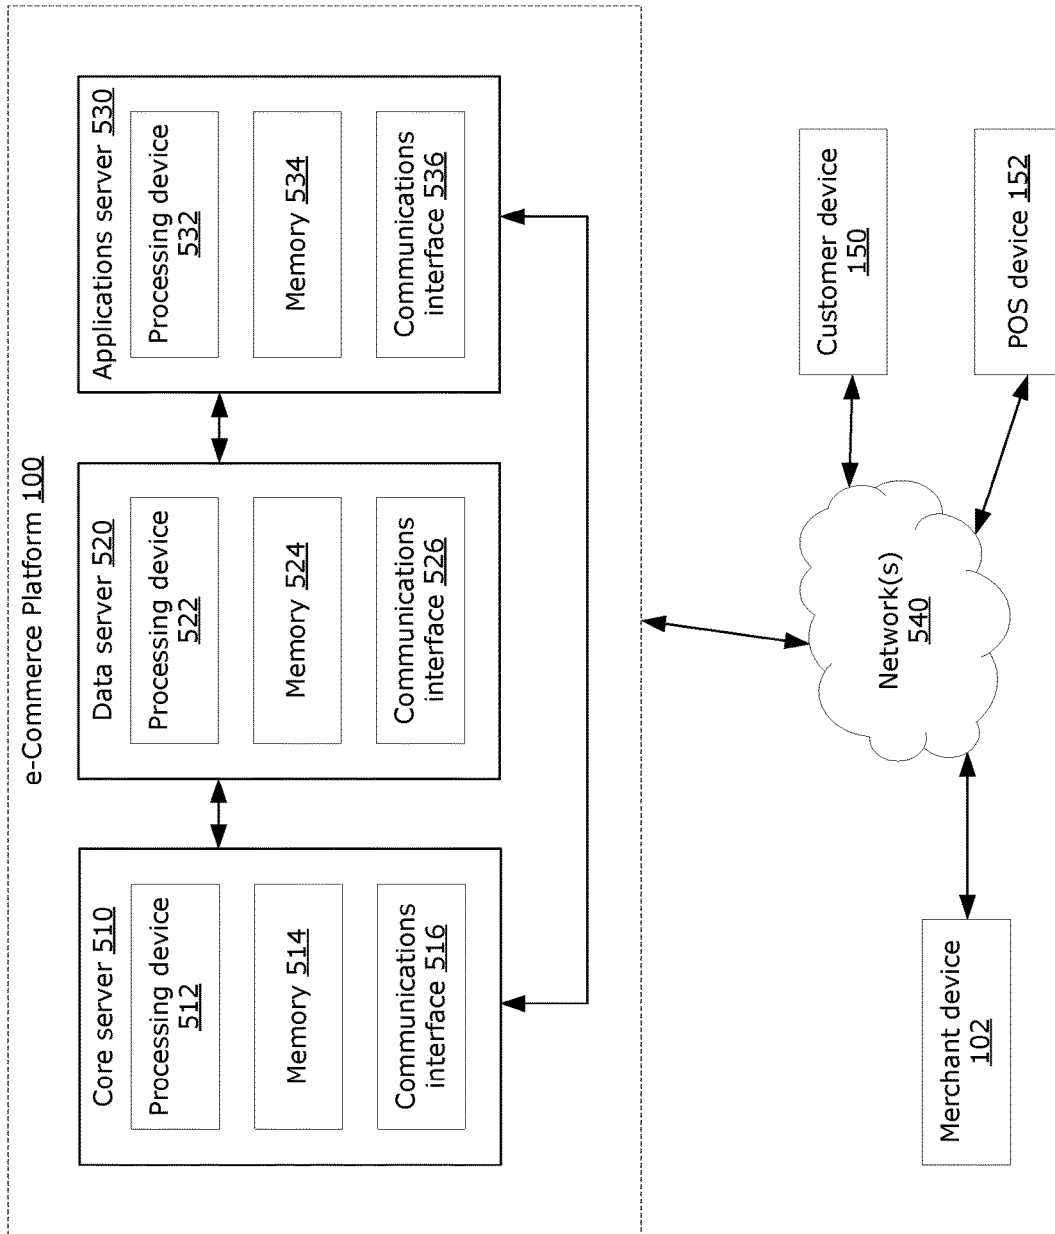 e-Commerce Platform 100
Core server 510
Processing device
512
Memory 514
Communications
interface 516
Data server 520
Processing device
522
Memory 524
Communications
interface 526
Applications server 530
Processing device
532
Memory 534
Communications
interface 536
Merchant device
102
Network(s)
540
Customer device
150
POS device 152